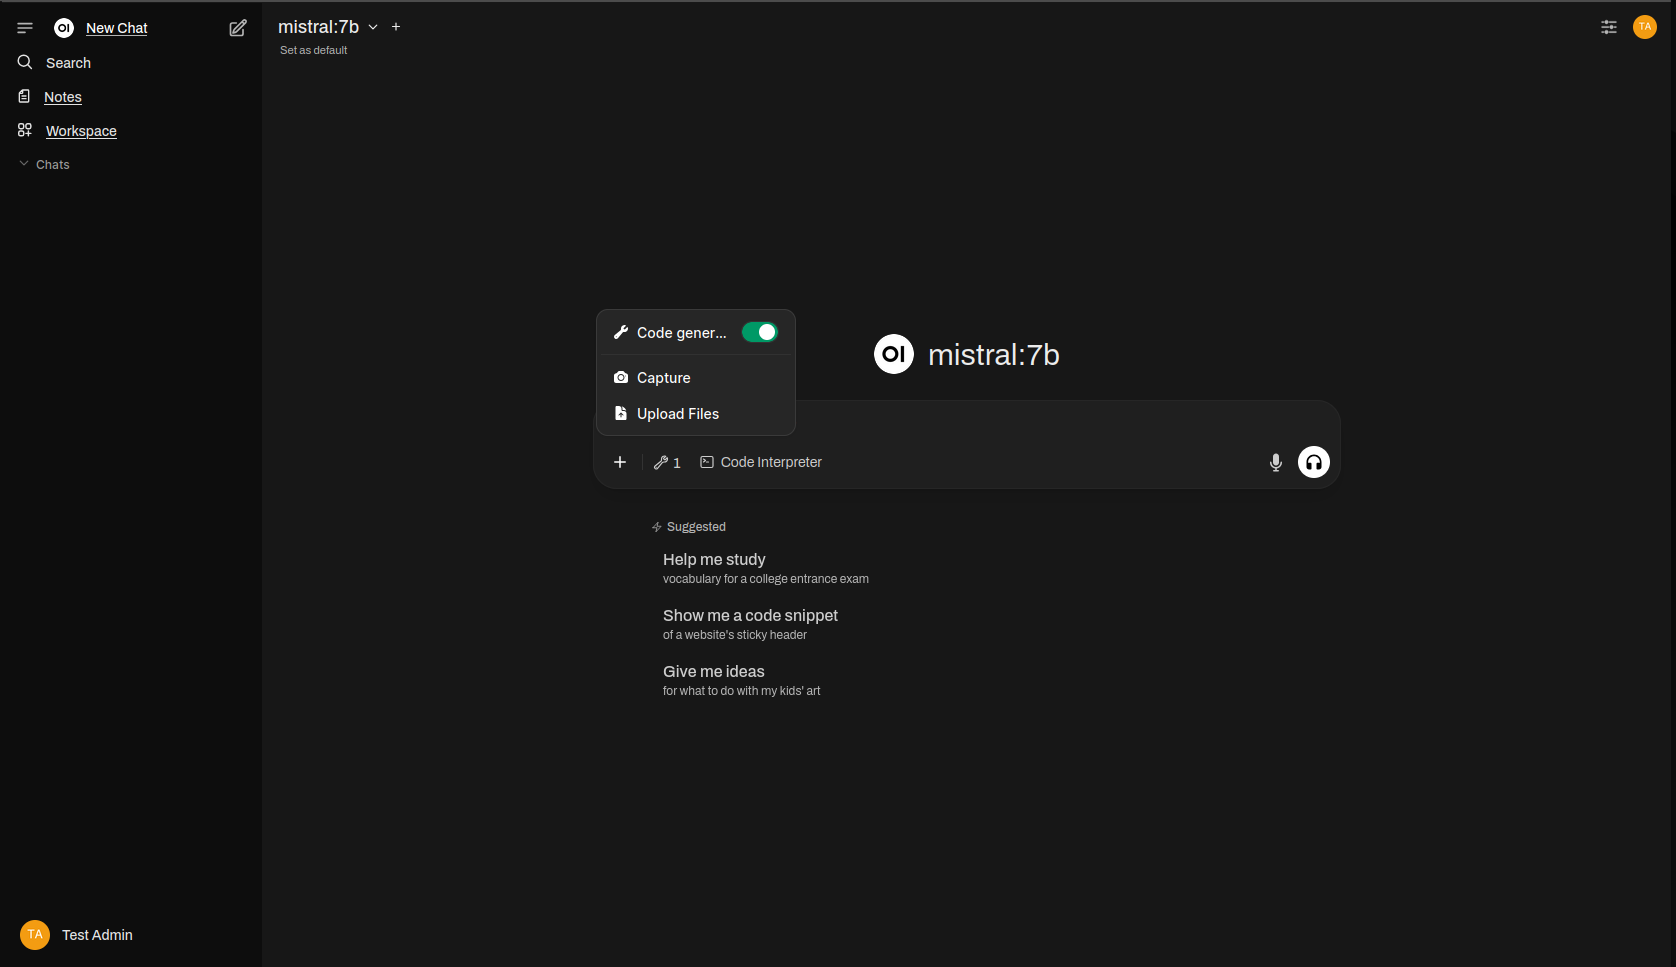 OI New Chat
Search
Notes
Workspace
Chats
mistral:7b
Set as default
TA
Code gener...
Capture
Upload Files
OI mistral:7b
1 Code Interpreter
Suggested
Help me study
vocabulary for a college entrance exam
Show me a code snippet
of a website's sticky header
Give me ideas
for what to do with my kids' art
TA Test Admin